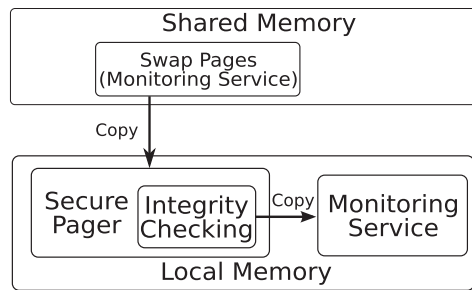 Shared Memory
Swap Pages
(Monitoring Service)
Copy
Secure
Pager
Integrity
Checking
Copy
Monitoring
Service
Local Memory